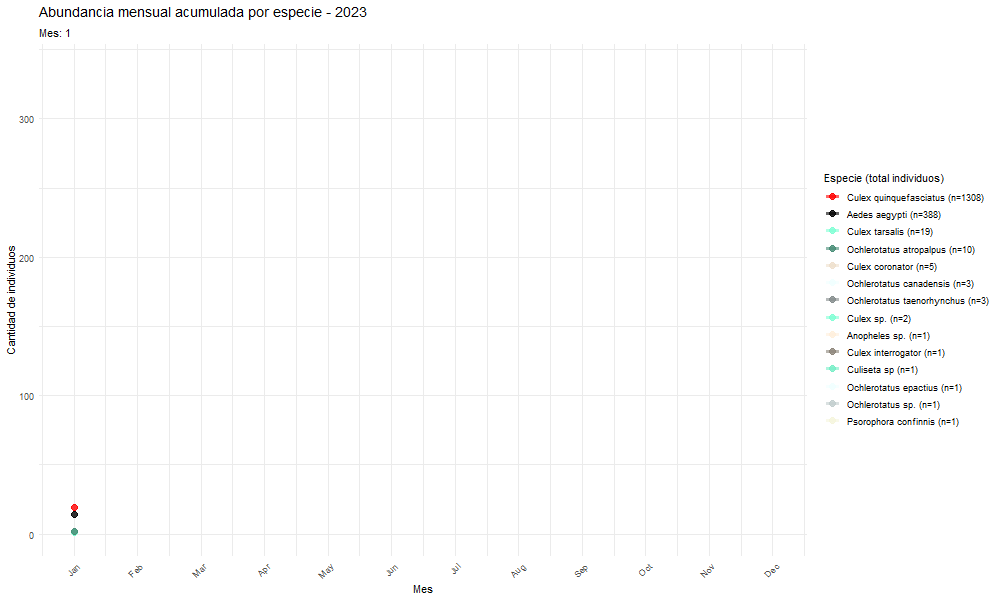 Abundancia mensual acumulada por especie - 2023
Mes: 1
Cantidad de individuos
300
200
100
0
Jan
Feb
Mar
Apr
May
Jun
Jul
Aug
Sep
Oct
Nov
Dec
Mes
Especie (total individuos)
Culex quinquefasciatus (n=1308)
Aedes aegypti (n=388)
Culex tarsalis (n=19)
Ochlerotatus atropalpus (n=10)
Culex coronator (n=5)
Ochlerotatus canadensis (n=3)
Ochlerotatus taenorhynchus (n=3)
Culex sp. (n=2)
Anopheles sp. (n=1)
Culex interrogator (n=1)
Culiseta sp (n=1)
Ochlerotatus epactius (n=1)
Ochlerotatus sp. (n=1)
Psorophora confinnis (n=1)